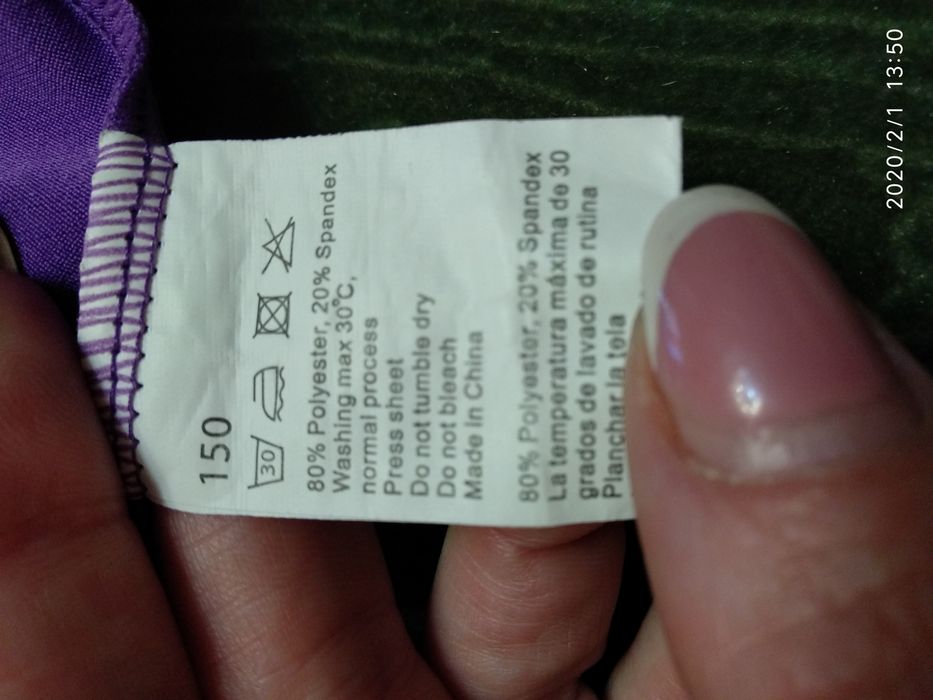 150
30
80% Polyester, 20% Spandex
Washing max 30°C,
normal process
Press sheet
Do not tumble dry
Do not bleach
Made in China
80% Polyester, 20% Spandex
La temperatura máxima de 30
grados de lavado de rutina
Planchar la tela
2020/2/1 13:50